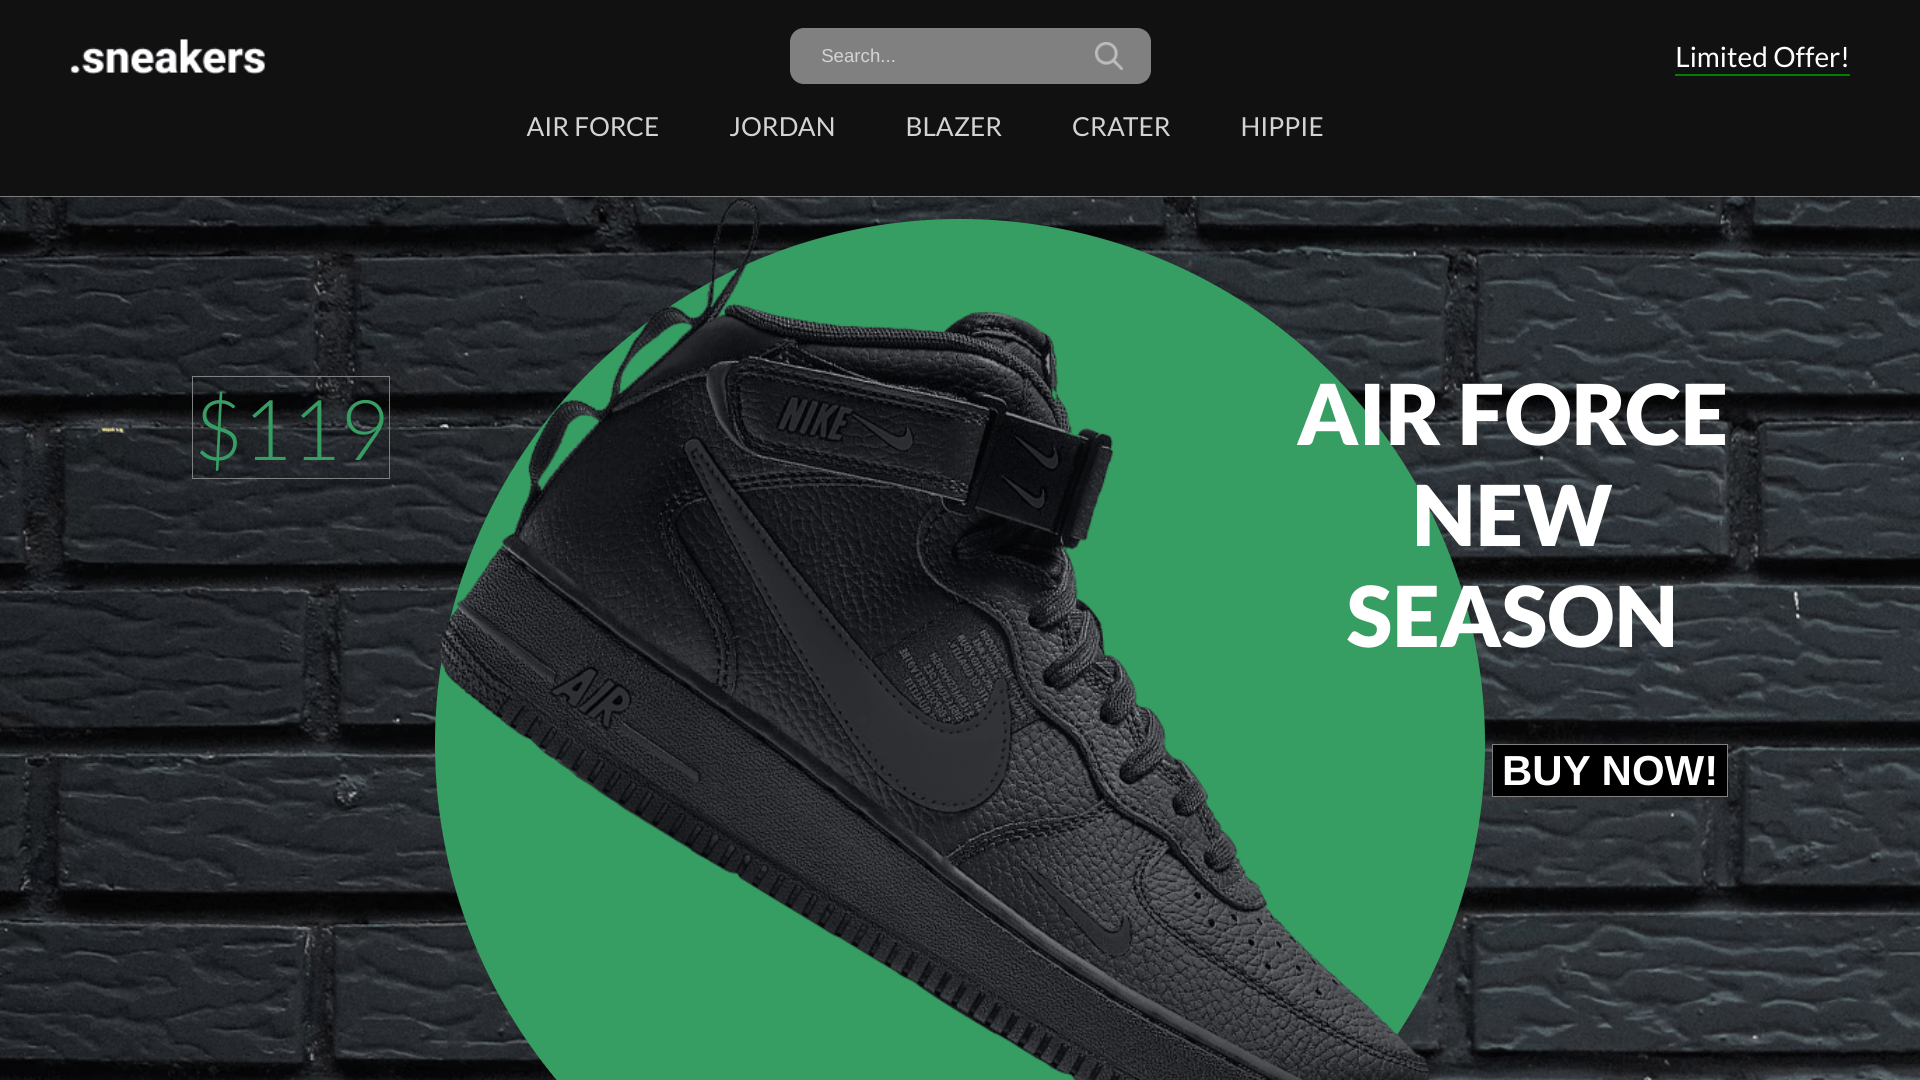 .sneakers
Search...
Limited Offer!
AIR FORCE
JORDAN
BLAZER
CRATER
HIPPIE
$119
AIR FORCE
NEW
SEASON
BUY NOW!
NIKE
AIR